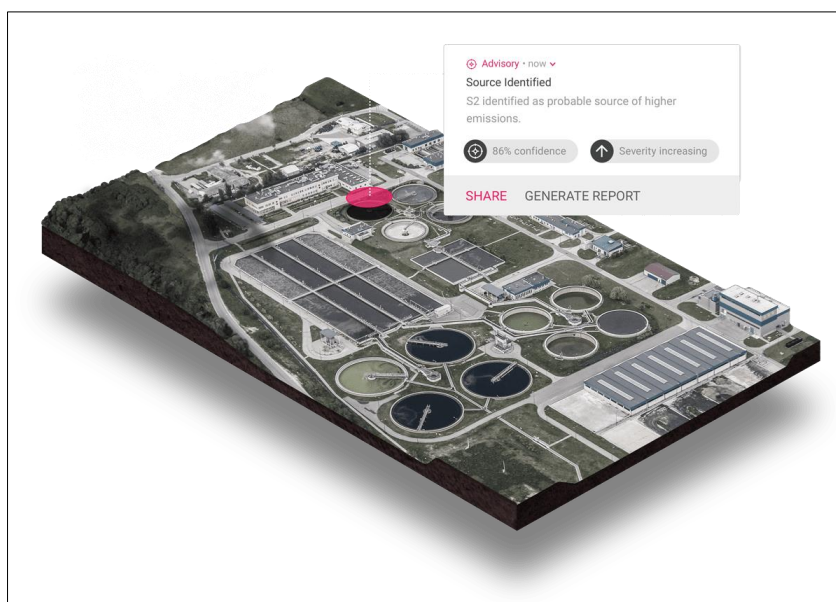 Advisory • now
Source Identified
S2 identified as probable source of higher
emissions.
86% confidence
Severity increasing
SHARE GENERATE REPORT